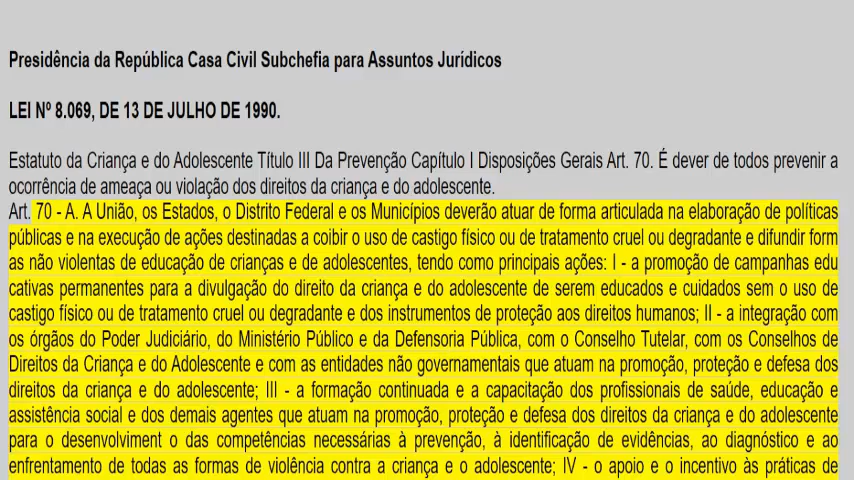 Presidência da República Casa Civil Subchefia para Assuntos Jurídicos
LEI Nº 8.069, DE 13 DE JULHO DE 1990.
Estatuto da Criança e do Adolescente Título III Da Prevenção Capítulo I Disposições Gerais Art. 70. É dever de todos prevenir a
ocorrência de ameaça ou violação dos direitos da criança e do adolescente.
Art. 70 - A. A União, os Estados, o Distrito Federal e os Municípios deverão atuar de forma articulada na elaboração de políticas
públicas e na execução de ações destinadas a coibir o uso de castigo físico ou de tratamento cruel ou degradante e difundir form
as não violentas de educação de crianças e de adolescentes, tendo como principais ações: I - a promoção de campanhas edu
cativas permanentes para a divulgação do direito da criança e do adolescente de serem educados e cuidados sem o uso de
castigo físico ou de tratamento cruel ou degradante e dos instrumentos de proteção aos direitos humanos; II - a integração com
os órgãos do Poder Judiciário, do Ministério Público e da Defensoria Pública, com o Conselho Tutelar, com os Conselhos de
Direitos da Criança e do Adolescente e com as entidades não governamentais que atuam na promoção, proteção e defesa dos
direitos da criança e do adolescente; III - a formação continuada e a capacitação dos profissionais de saúde, educação e
assistência social e dos demais agentes que atuam na promoção, proteção e defesa dos direitos da criança e do adolescente
para o desenvolviment o das competências necessárias à prevenção, à identificação de evidências, ao diagnóstico e ao
enfrentamento de todas as formas de violência contra a criança e o adolescente; IV - o apoio e o incentivo às práticas de